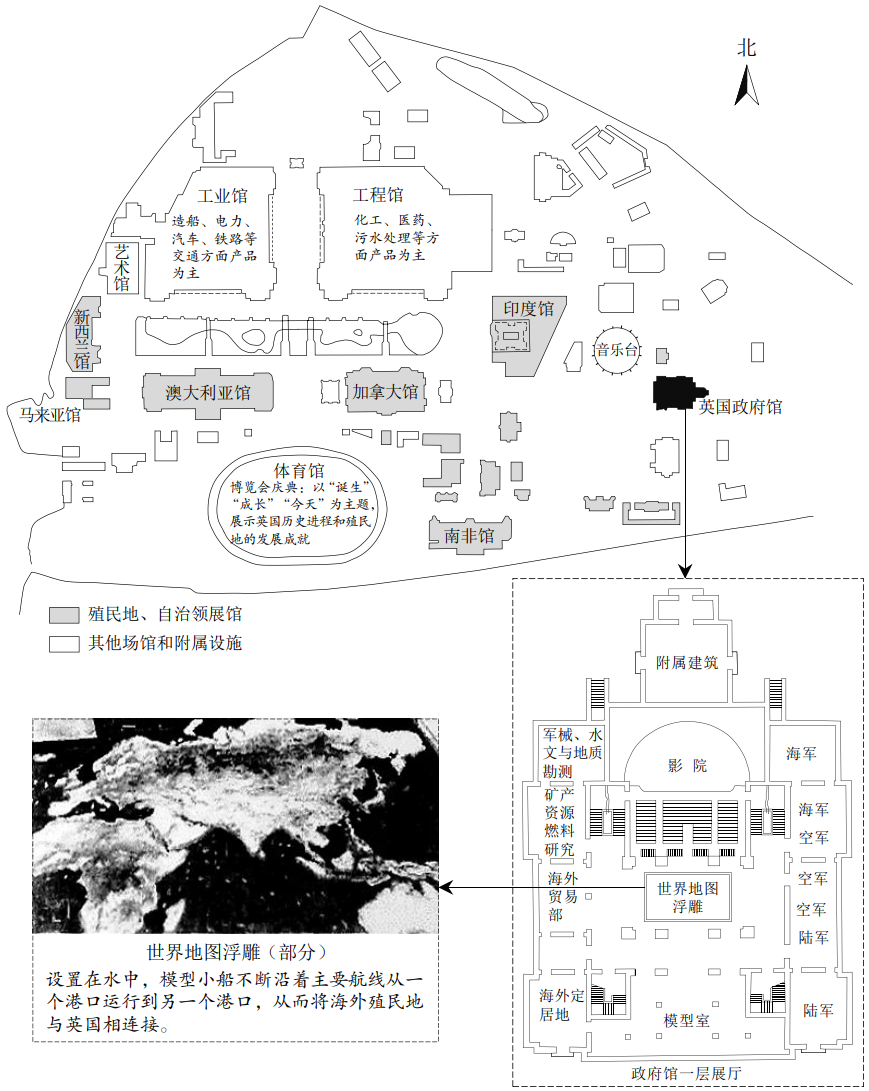 北
工业馆
造船、电力、
汽车、铁路等
交通方面产品
为主
工程馆
化工、医药、
污水处理等方
面产品为主
艺术馆
新西兰馆
印度馆
音乐台
澳大利亚馆
加拿大馆
马来亚馆
英国政府馆
体育馆
博览会庆典：以“诞生”
“成长”“今天”为主题，
展示英国历史进程和殖民
地的发展成就
南非馆
殖民地、自治领展馆
其他场馆和附属设施
附属建筑
军械、水
文与地质
勘测
影院
海军
矿产
资源
燃料
研究
海军
空军
海外
贸易
部
世界地图
浮雕
空军
空军
陆军
海外定
居地
模型室
陆军
政府馆一层展厅
世界地图浮雕（部分）
设置在水中，模型小船不断沿着主要航线从一
个港口运行到另一个港口，从而将海外殖民地
与英国相连接。